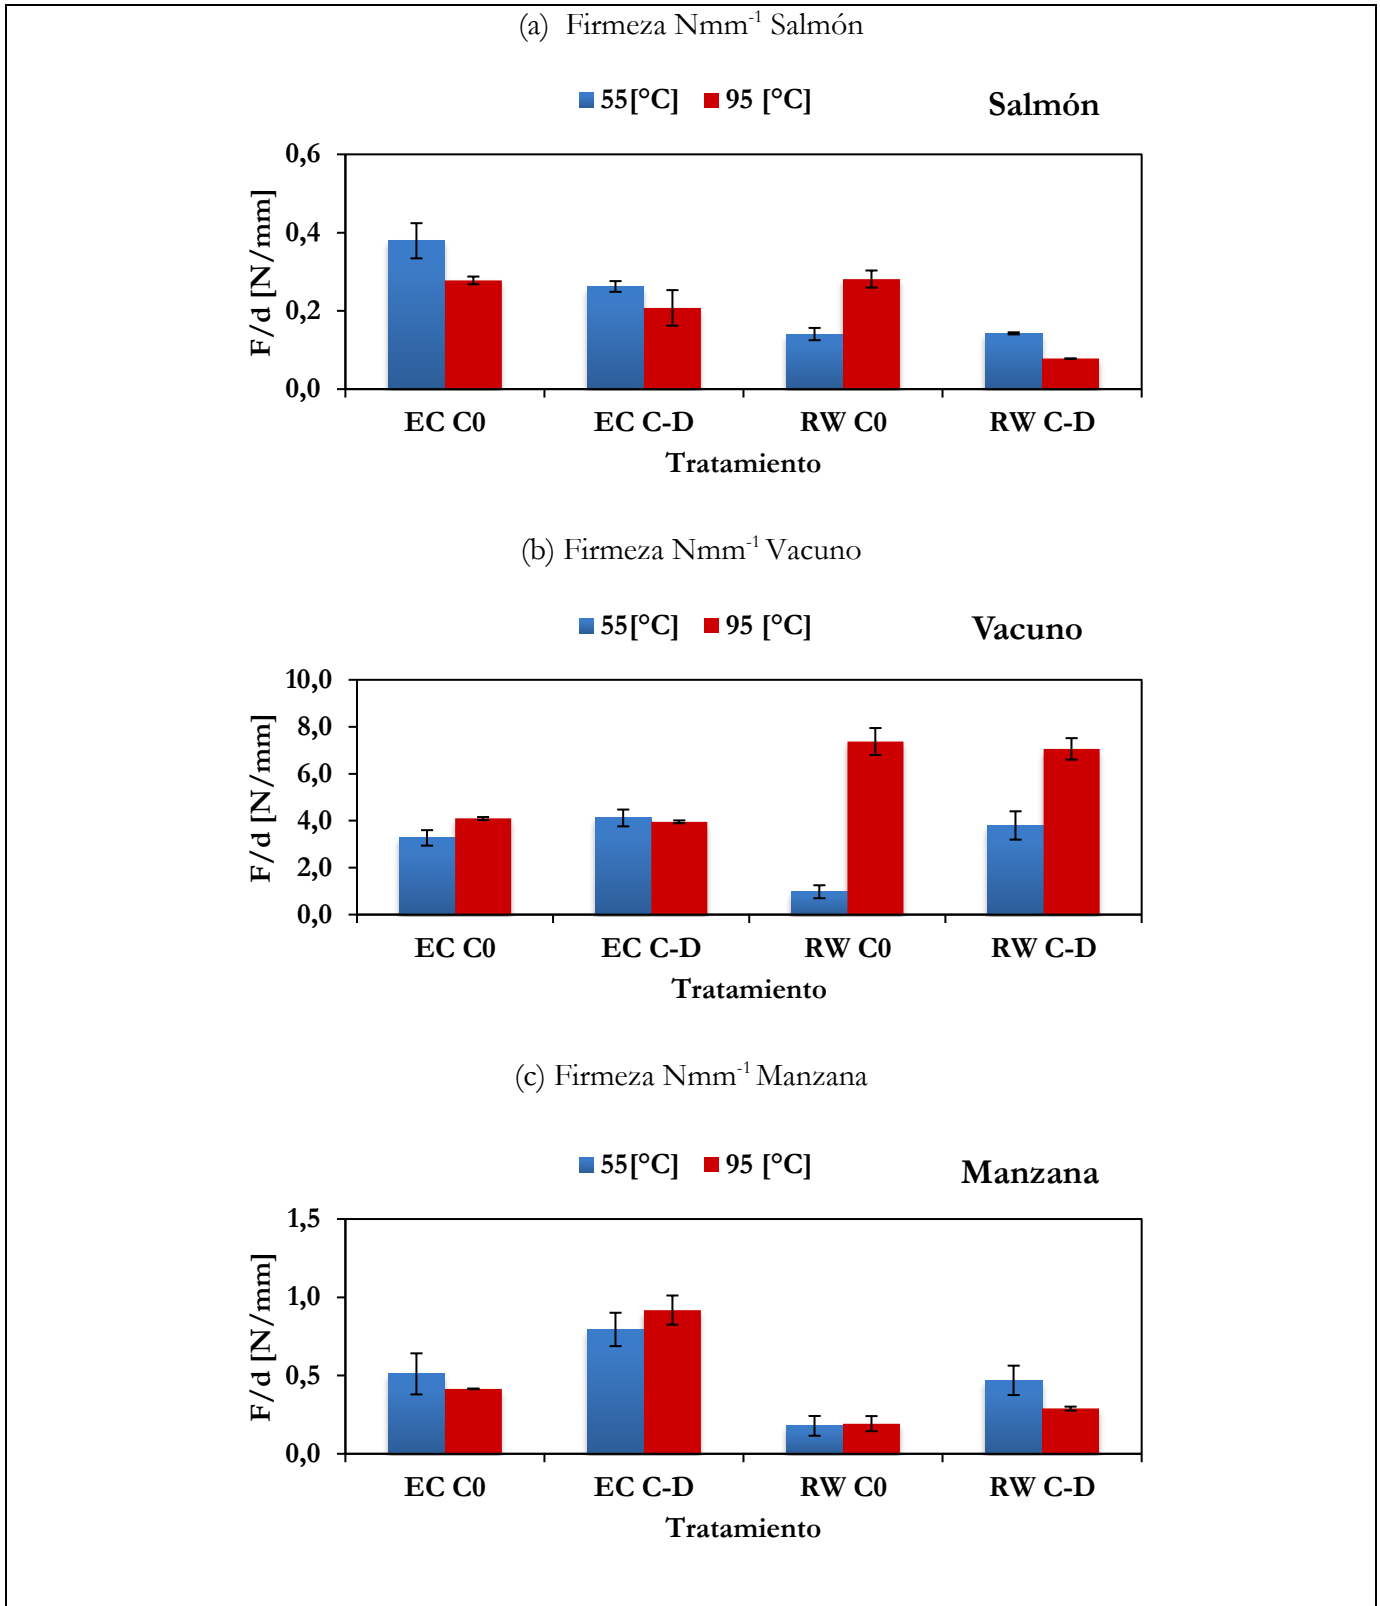 (a) Firmeza Nmm-1 Salmón
55[°C] 95 [°C] Salmón
0,6
0,4
0,2
0,0
F/d [N/mm]
EC C0 EC C-D RW C0 RW C-D
Tratamiento
(b) Firmeza Nmm-1 Vacuno
55[°C] 95 [°C] Vacuno
10,0
8,0
6,0
4,0
2,0
0,0
F/d [N/mm]
EC C0 EC C-D RW C0 RW C-D
Tratamiento
(c) Firmeza Nmm-1 Manzana
55[°C] 95 [°C] Manzana
1,5
1,0
0,5
0,0
F/d [N/mm]
EC C0 EC C-D RW C0 RW C-D
Tratamiento